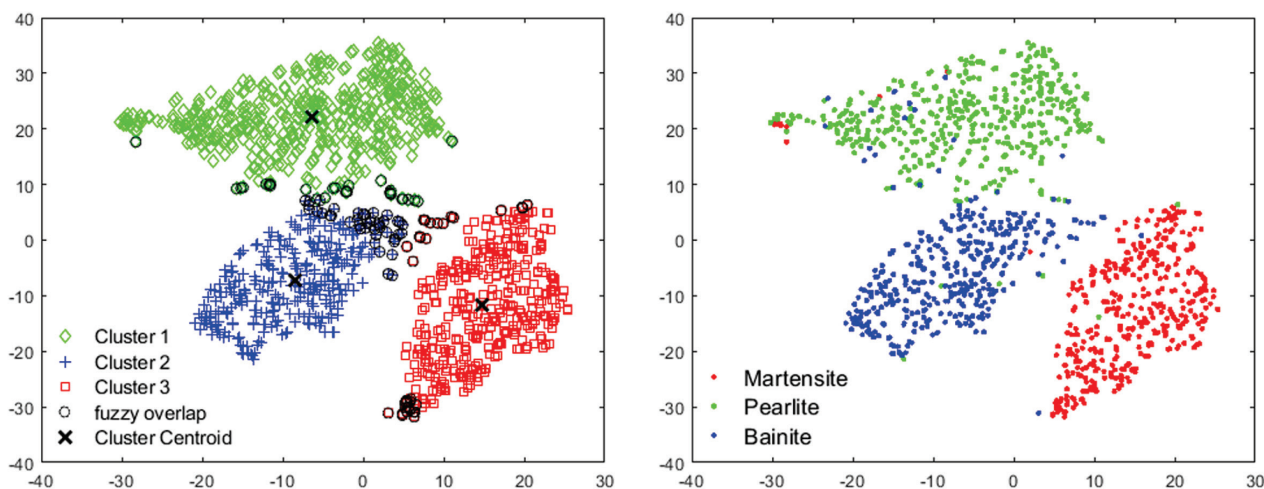 40
30
20
10
0
-10
-20
-30
-40
-40 -30 -20 -10 0 10 20 30
Cluster 1
Cluster 2
Cluster 3
fuzzy overlap
Cluster Centroid
40
30
20
10
0
-10
-20
-30
-40
-40 -30 -20 -10 0 10 20 30
Martensite
Pearlite
Bainite